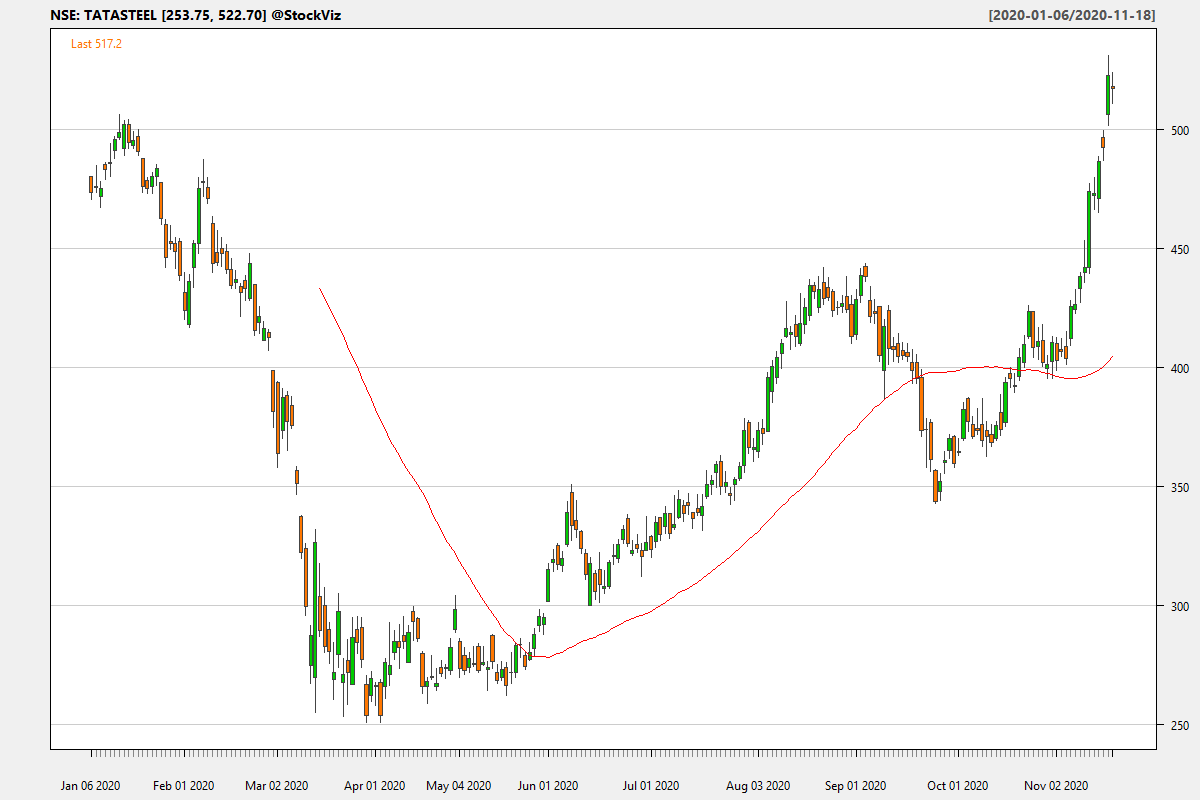 NSE: TATASTEEL [253.75, 522.70] @StockViz
[2020-01-06/2020-11-18]
Last 517.2
500
450
400
350
300
250
Jan 06 2020
Feb 01 2020
Mar 02 2020
Apr 01 2020
May 04 2020
Jun 01 2020
Jul 01 2020
Aug 03 2020
Sep 01 2020
Oct 01 2020
Nov 02 2020